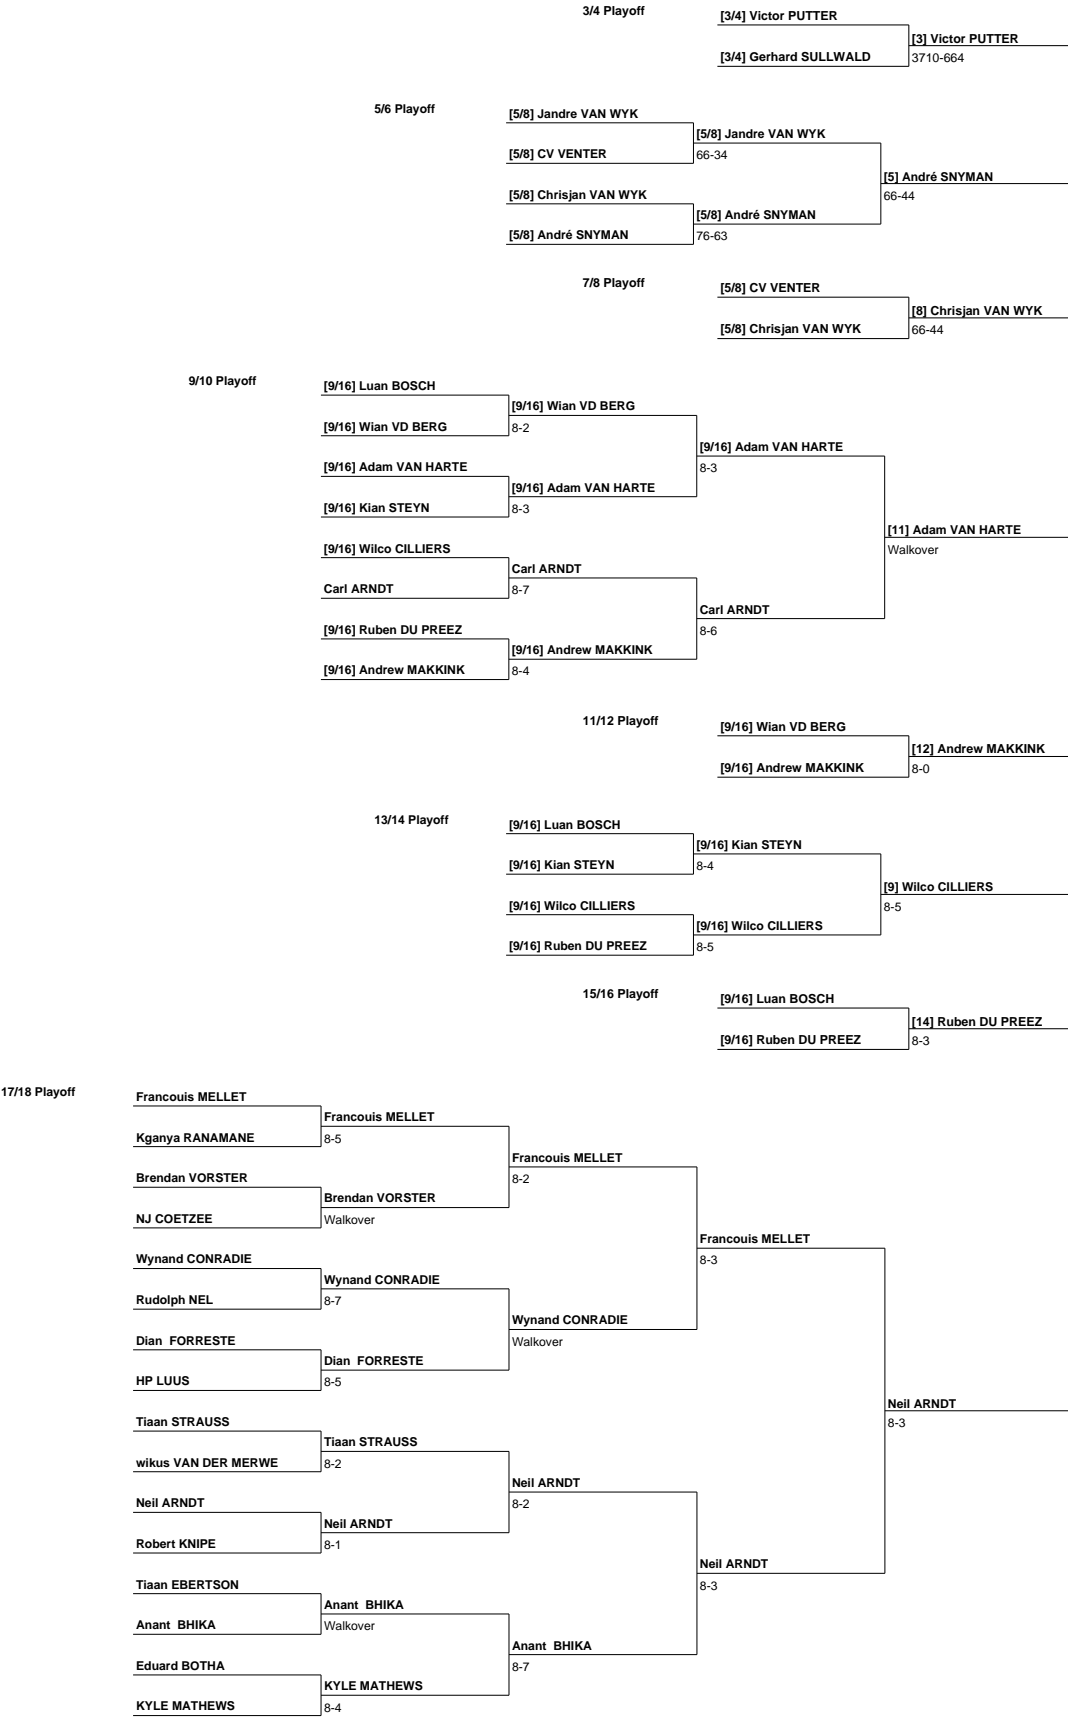 3/4 Playoff
[3/4] Victor PUTTER
[3] Victor PUTTER
[3/4] Gerhard SULLWALD
3710-664
5/6 Playoff
[5/8] Jandre VAN WYK
[5/8] Jandre VAN WYK
[5/8] CV VENTER
66-34
[5] André SNYMAN
[5/8] Chrisjan VAN WYK
66-44
[5/8] André SNYMAN
[5/8] André SNYMAN
76-63
7/8 Playoff
[5/8] CV VENTER
[8] Chrisjan VAN WYK
[5/8] Chrisjan VAN WYK
66-44
9/10 Playoff
[9/16] Luan BOSCH
[9/16] Wian VD BERG
[9/16] Wian VD BERG
8-2
[9/16] Adam VAN HARTE
[9/16] Adam VAN HARTE
8-3
[9/16] Adam VAN HARTE
[9/16] Kian STEYN
8-3
[11] Adam VAN HARTE
[9/16] Wilco CILLIERS
Walkover
Carl ARNDT
Carl ARNDT
8-7
Carl ARNDT
[9/16] Ruben DU PREEZ
8-6
[9/16] Andrew MAKKINK
[9/16] Andrew MAKKINK
8-4
11/12 Playoff
[9/16] Wian VD BERG
[12] Andrew MAKKINK
[9/16] Andrew MAKKINK
8-0
13/14 Playoff
[9/16] Luan BOSCH
[9/16] Kian STEYN
[9/16] Kian STEYN
8-4
[9] Wilco CILLIERS
[9/16] Wilco CILLIERS
8-5
[9/16] Wilco CILLIERS
[9/16] Ruben DU PREEZ
8-5
15/16 Playoff
[9/16] Luan BOSCH
[14] Ruben DU PREEZ
[9/16] Ruben DU PREEZ
8-3
17/18 Playoff
Francouis MELLET
Francouis MELLET
Kganya RANAMANE
8-5
Francouis MELLET
Brendan VORSTER
8-2
Brendan VORSTER
NJ COETZEE
Walkover
Francouis MELLET
Wynand CONRADIE
8-3
Wynand CONRADIE
Rudolph NEL
8-7
Wynand CONRADIE
Dian  FORRESTE
Walkover
Dian  FORRESTE
HP LUUS
8-5
Neil ARNDT
Tiaan STRAUSS
8-3
Tiaan STRAUSS
wikus VAN DER MERWE
8-2
Neil ARNDT
Neil ARNDT
8-2
Neil ARNDT
Robert KNIPE
8-1
Neil ARNDT
Tiaan EBERTSON
8-3
Anant  BHIKA
Anant  BHIKA
Walkover
Anant  BHIKA
Eduard BOTHA
8-7
KYLE MATHEWS
KYLE MATHEWS
8-4